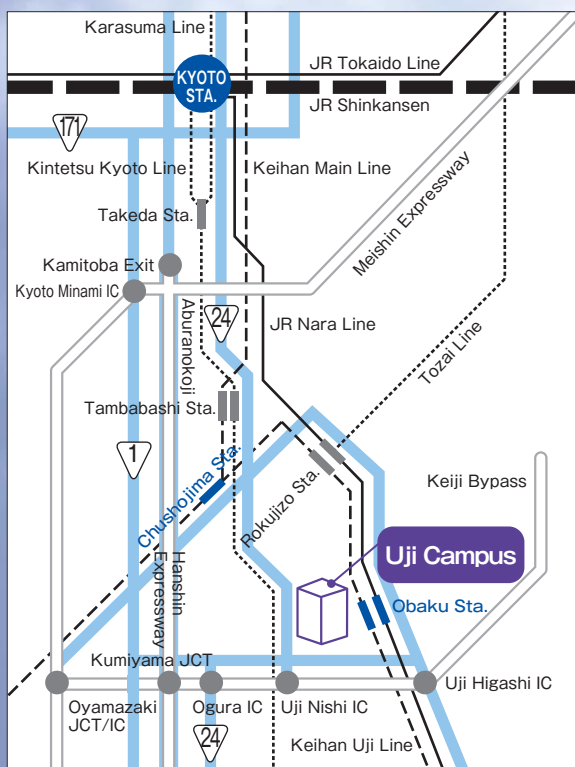 Karasuma Line
JR Tokaido Line
KYOTO
STA.
JR Shinkansen
171
Kintetsu Kyoto Line
Keihan Main Line
Takeda Sta.
Meishin Expressway
Kamitoba Exit
Kyoto Minami IC
Aburanokoji
24
JR Nara Line
Tozai Line
Tambabashi Sta.
1
Chushojima Sta.
Rokujizo Sta.
Keiji Bypass
Uji Campus
Hanshin
Expressway
Obaku Sta.
Kumiyama JCT
Oyamazaki
JCT/IC
Ogura IC
Uji Nishi IC
Uji Higashi IC
24
Keihan Uji Line